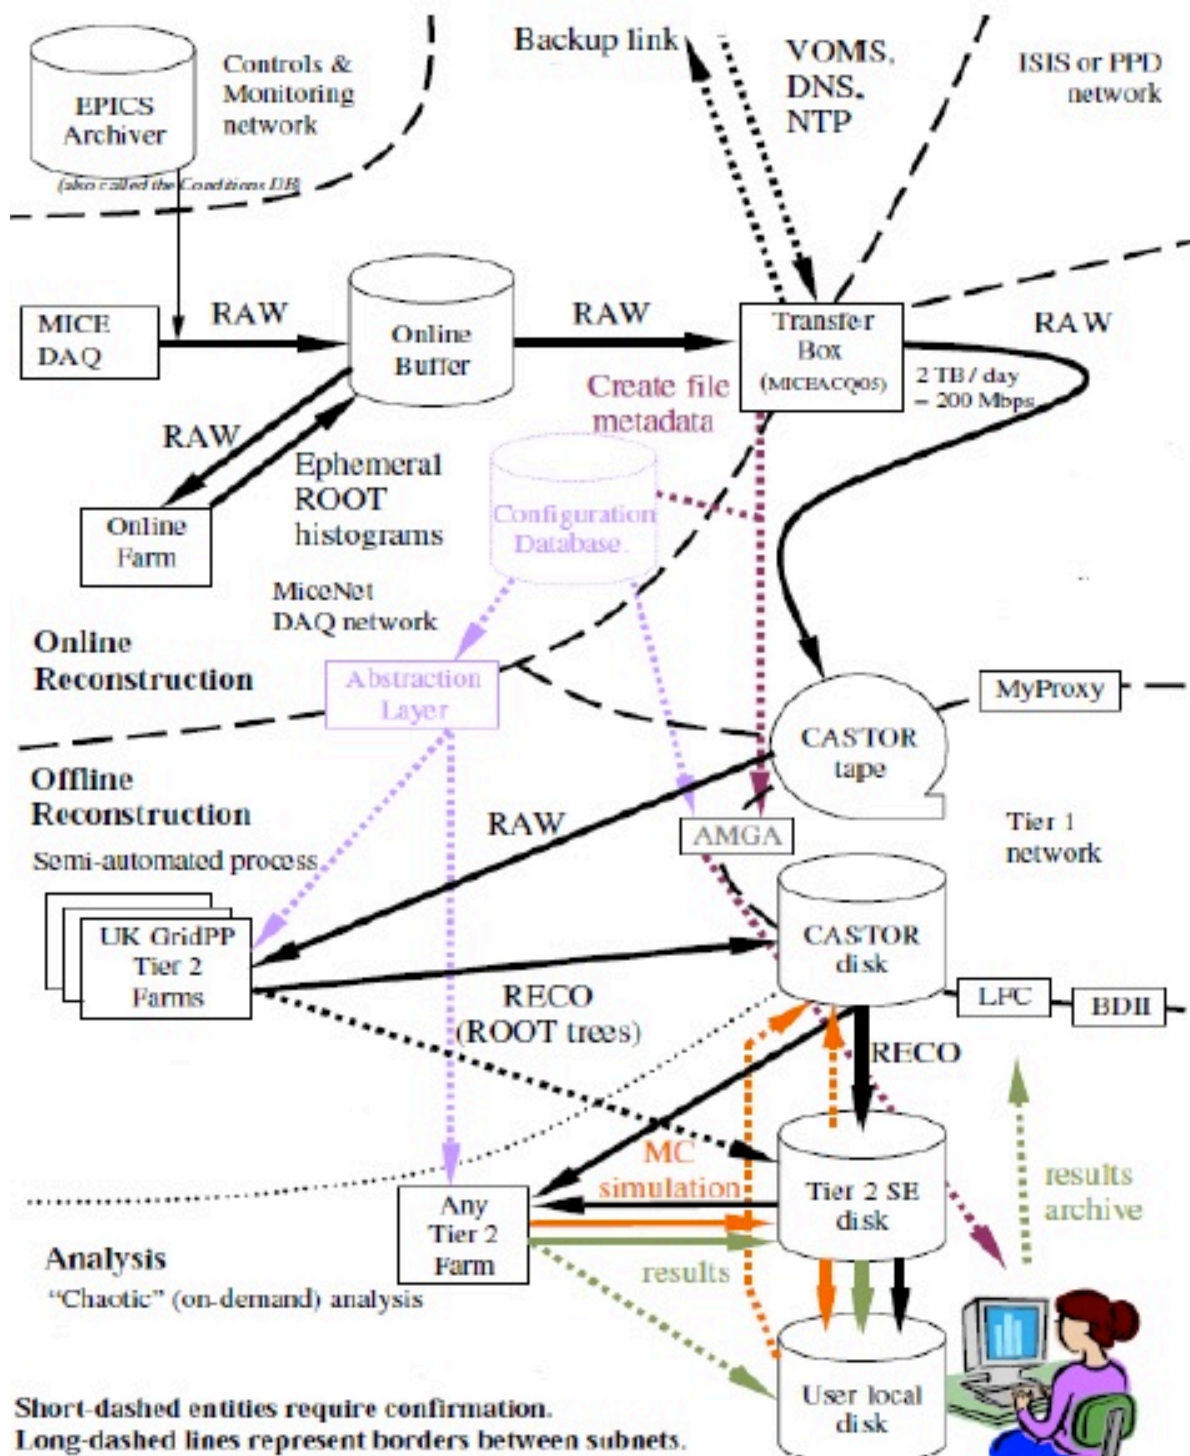 Backup link
VOMS,
DNS,
NTP
ISIS or PPD
network
EPICS
Archiver
Controls &
Monitoring
network
(also called the Conditions DB)
MICE
DAQ
RAW
Online
Buffer
RAW
Transfer
Box
(MICEACQ05)
RAW
2 TB / day
= 200 Mbps
Create file
metadata
RAW
Ephemeral
ROOT
histograms
Online
Farm
Configuration
Database.
MiceNet
DAQ network
Online
Reconstruction
Abstraction
Layer
MyProxy
CASTOR
tape
Offline
Reconstruction
Semi-automated process
RAW
AMGA
Tier 1
network
UK GridPP
Tier 2
Farms
CASTOR
disk
LFC
BDII
RECO
(ROOT trees)
RECO
MC
simulation
Tier 2 SE
disk
results
archive
Any
Tier 2
Farm
Analysis
"Chaotic" (on-demand) analysis
results
User local
disk
Short-dashed entities require confirmation.
Long-dashed lines represent borders between subnets.